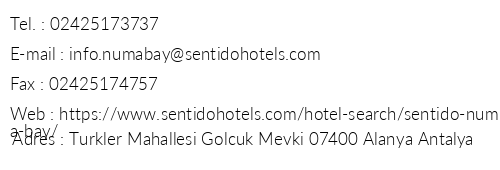 Tel. : 02425173737
E-mail : info.numabay@sentidohotels.com
Fax : 02425174757
Web : https://www.sentidohotels.com/hotel-search/sentido-num
a-bay/
Adres : Turkler Mahallesi Golcuk Mevki 07400 Alanya Antalya